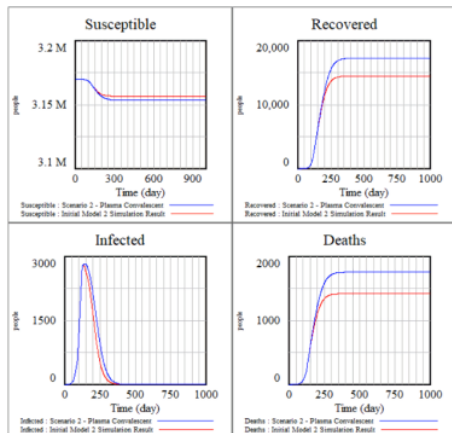 Susceptible
3.2 M
3.15 M
3.1 M
people
0 300 600 900
Time (day)
Susceptible : Scenario 2 - Plasma Convalescent
Susceptible : Initial Model 2 Simulation Result
Recovered
20,000
10,000
0
people
0 250 500 750 1000
Time (day)
Recovered : Scenario 2 - Plasma Convalescent
Recovered : Initial Model 2 Simulation Result
Infected
3000
1500
0
people
0 250 500 750 1000
Time (day)
Infected : Scenario 2 - Plasma Convalescent
Infected : Initial Model 2 Simulation Result
Deaths
2000
1000
0
people
0 250 500 750 1000
Time (day)
Deaths : Scenario 2 - Plasma Convalescent
Deaths : Initial Model 2 Simulation Result